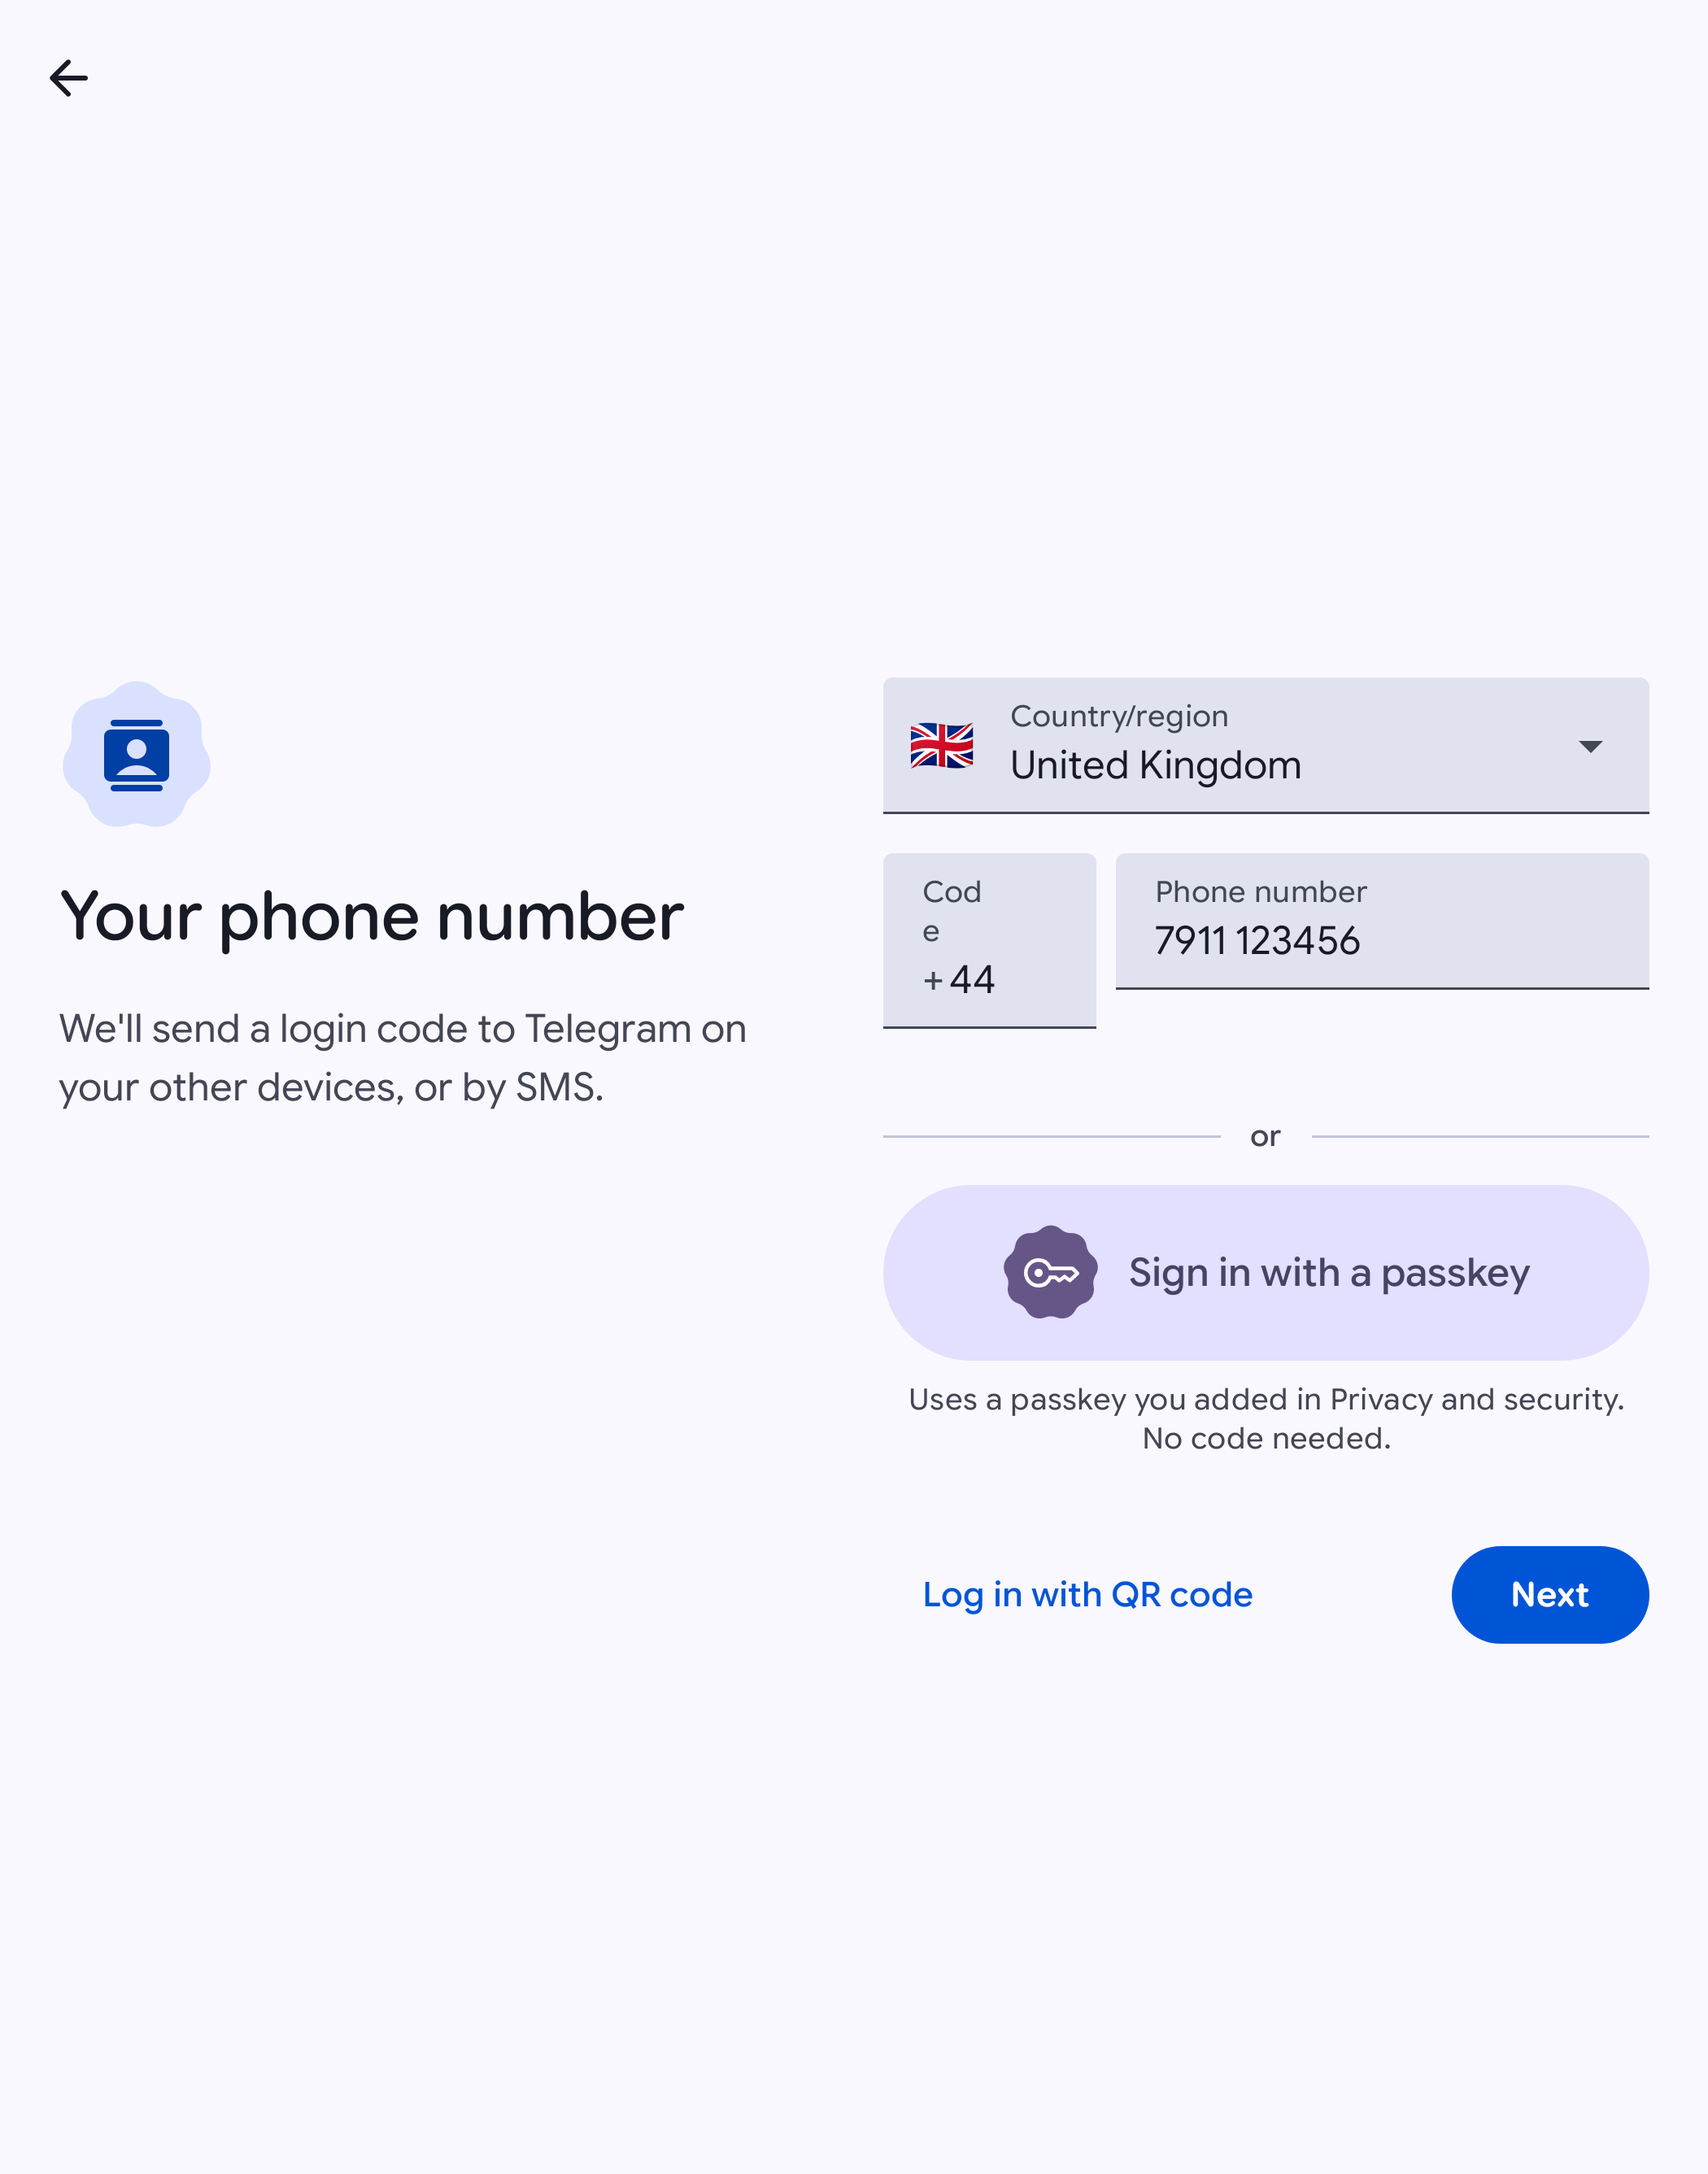 Your phone number
We'll send a login code to Telegram on
your other devices, or by SMS.
Country/region
United Kingdom
Cod
e
+ 44
Phone number
7911 123456
or
Sign in with a passkey
Uses a passkey you added in Privacy and security.
No code needed.
Log in with QR code
Next